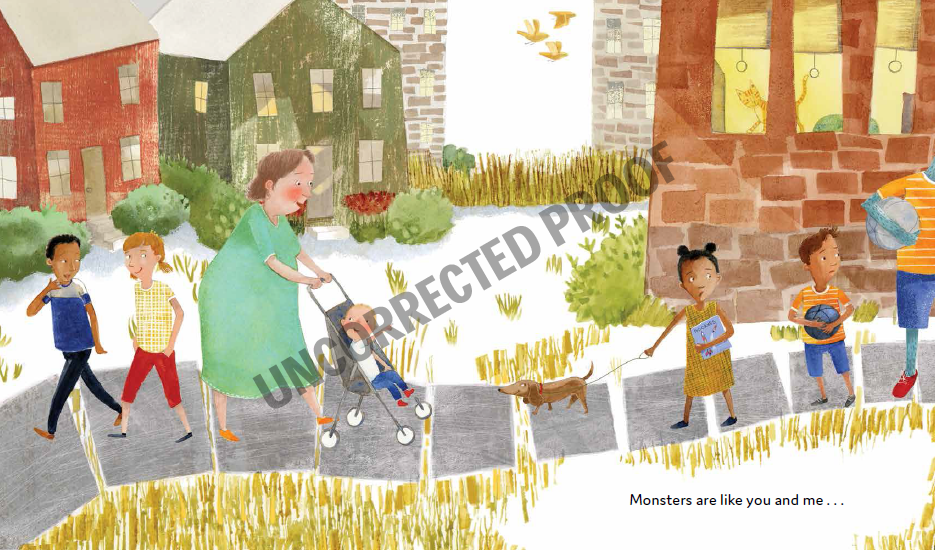 UNCORRECTED PROOF
Monsters are like you and me . . .